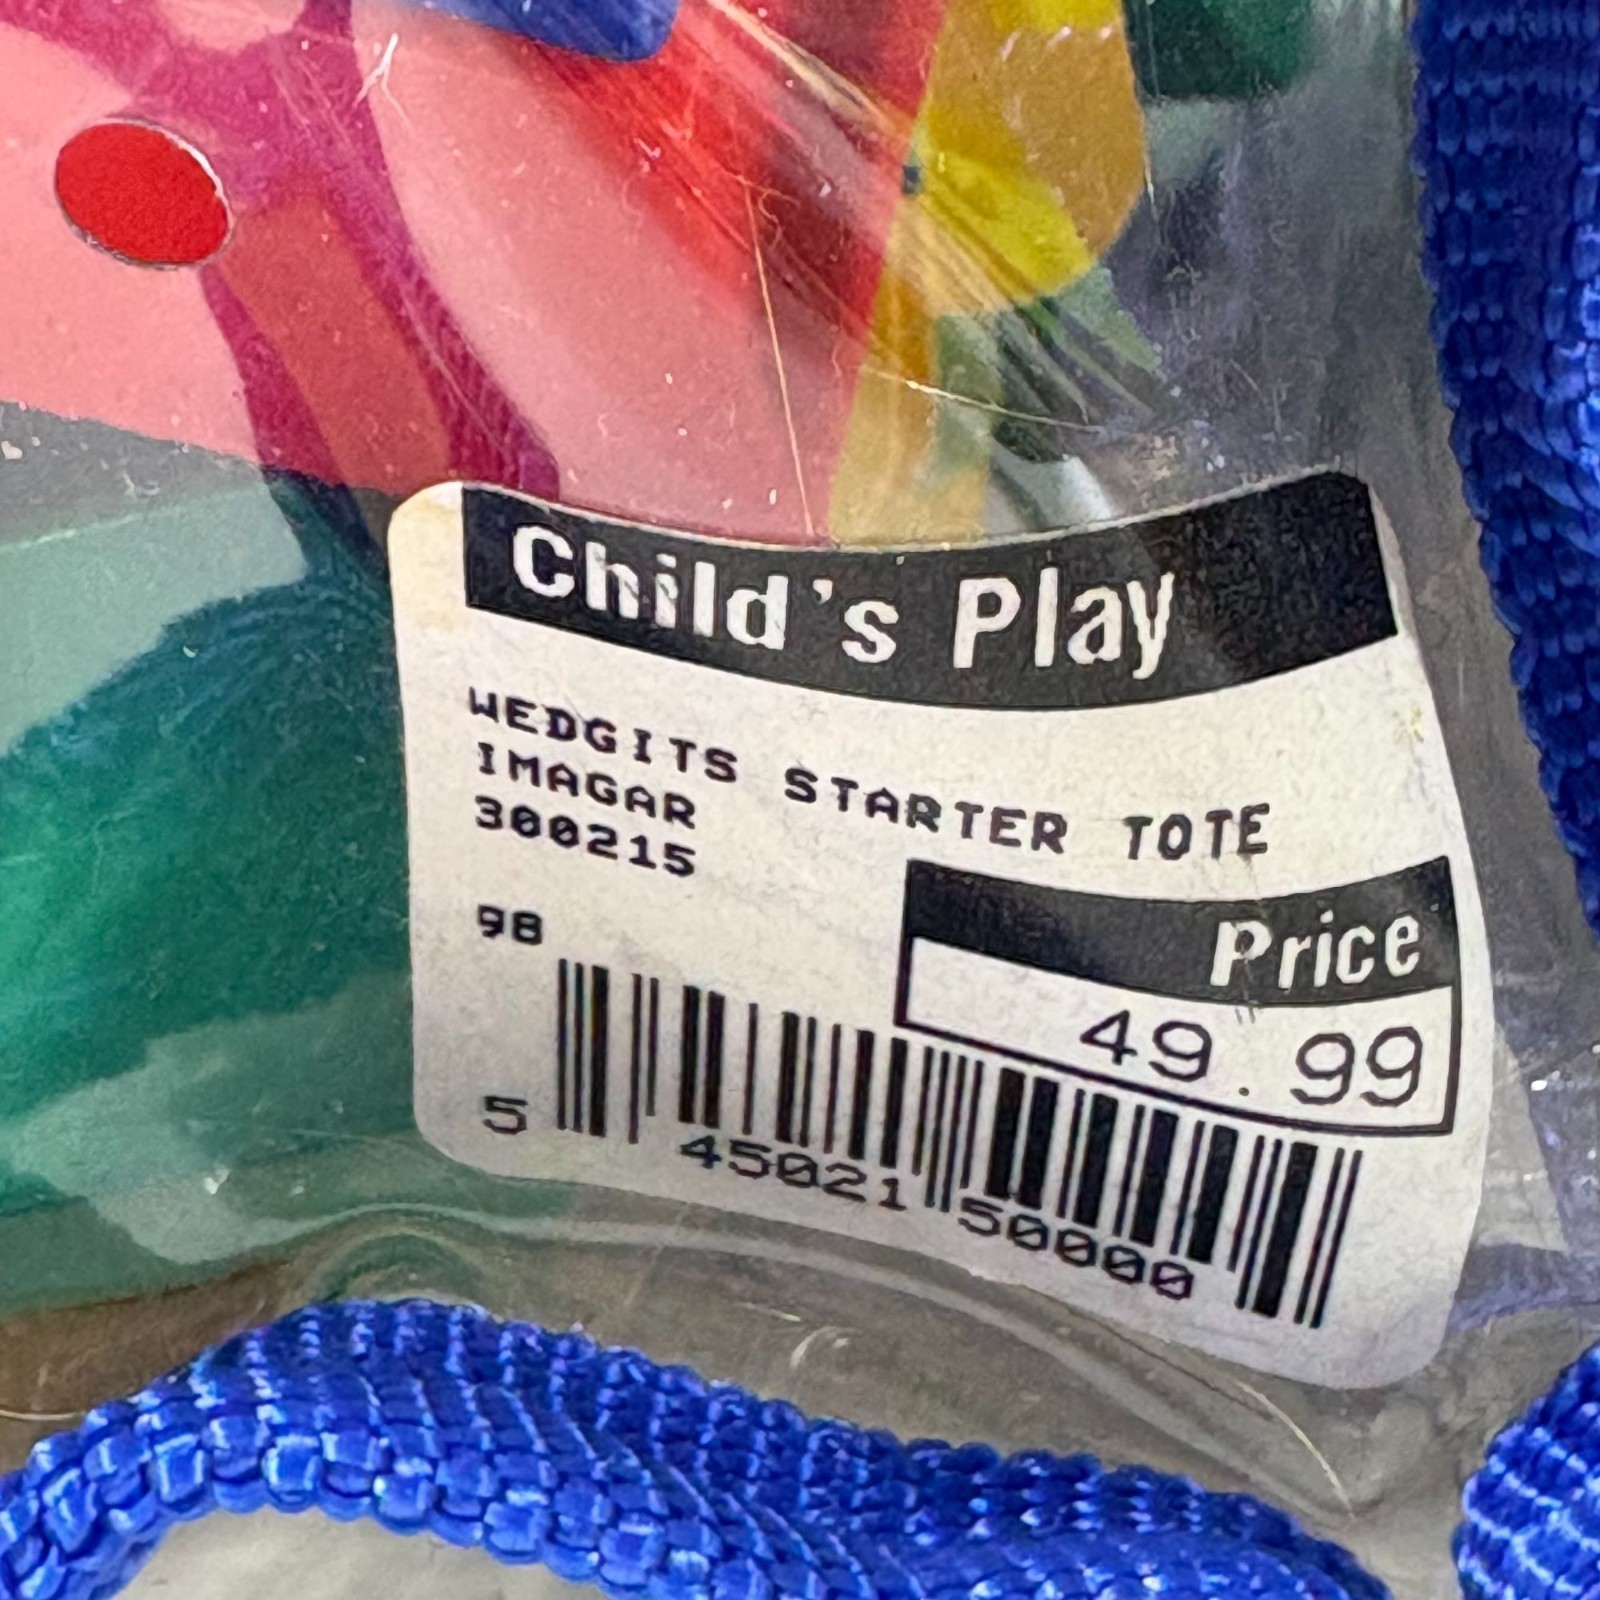 Child's Play
WEDGITS STARTER TOTE
IMAGAR
300215
98
Price
49.99
5 45021 50000